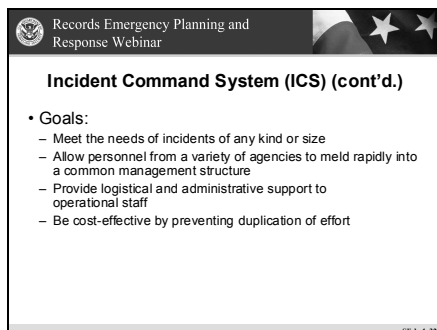 Records Emergency Planning and
Response Webinar
Incident Command System (ICS) (cont’d.)
• Goals:
– Meet the needs of incidents of any kind or size
– Allow personnel from a variety of agencies to meld rapidly into
a common management structure
– Provide logistical and administrative support to
operational staff
– Be cost-effective by preventing duplication of effort